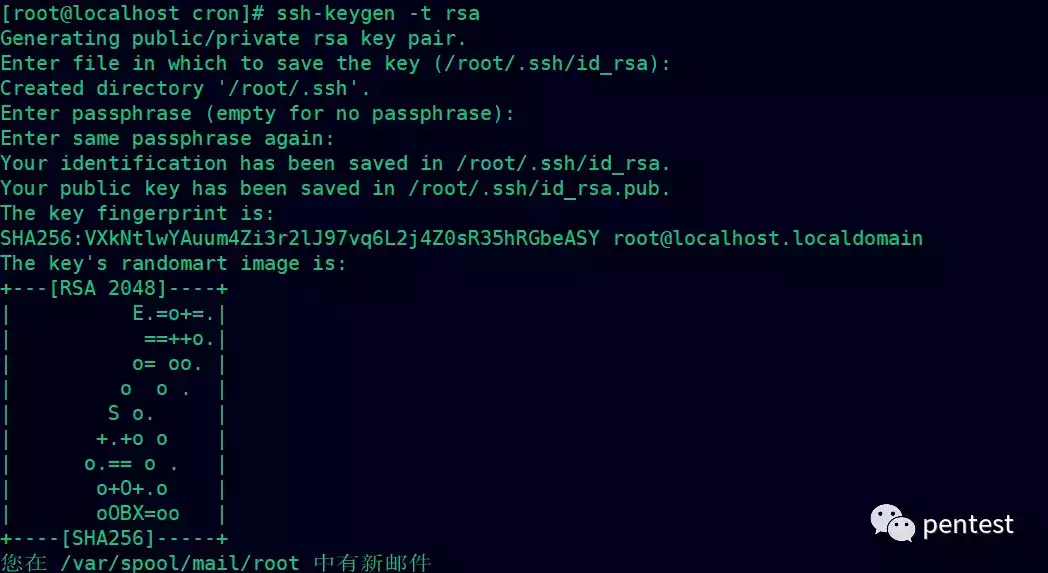 [root@localhost cron]# ssh-keygen -t rsa
Generating public/private rsa key pair.
Enter file in which to save the key (/root/.ssh/id_rsa):
Created directory '/root/.ssh'.
Enter passphrase (empty for no passphrase):
Enter same passphrase again:
Your identification has been saved in /root/.ssh/id_rsa.
Your public key has been saved in /root/.ssh/id_rsa.pub.
The key fingerprint is:
SHA256:VXkNtlwYAuum4Zi3r2lJ97vq6L2j4Z0sR35hRGbeASY root@localhost.localdomain
The key's randomart image is:
+---[RSA 2048]----+
|          E.=o+=.|
|           ==++o.|
|          o= oo. |
|         o  o .  |
|        S o.     |
|       +.+o o    |
|      o.== o .   |
|       o+O+.o    |
|       oOBX=oo   |
+----[SHA256]-----+
您在 /var/spool/mail/root 中有新邮件
pentest